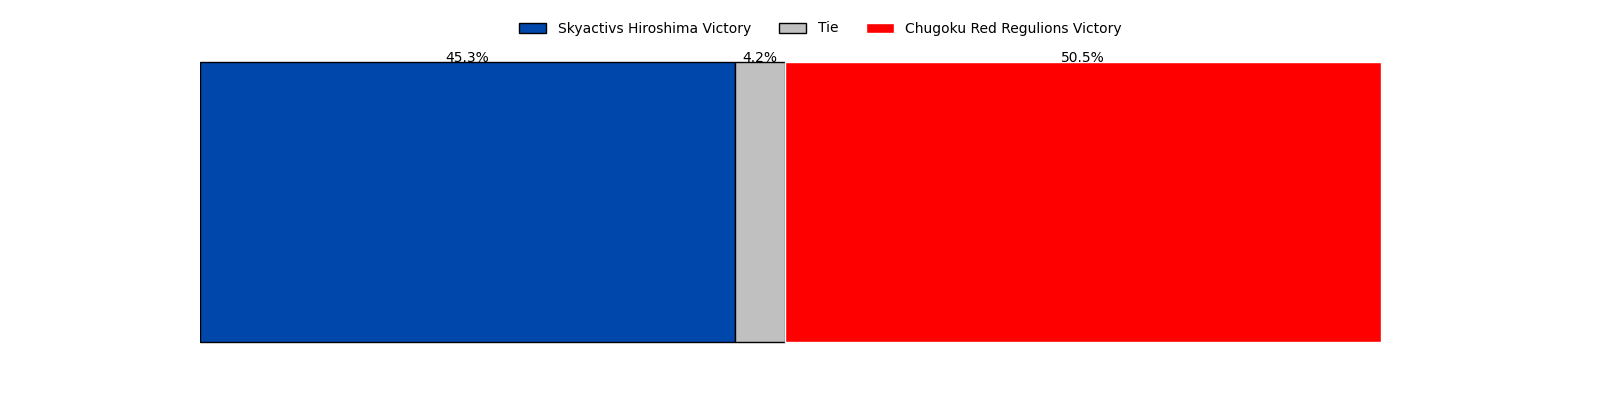 Skyactivs Hiroshima Victory Tie Chugoku Red Regulions Victory
45.3% 4.2% 50.5%